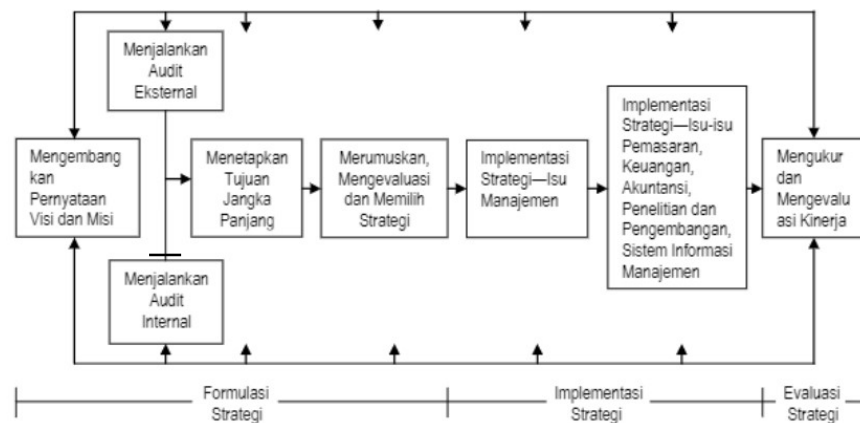 Menjalankan
Audit
Eksternal
Mengembang
kan
Pernyataan
Visi dan Misi
Menetapkan
Tujuan
Jangka
Panjang
Merumuskan,
Mengevaluasi
dan Memilih
Strategi
Implementasi
Strategi—Isu
Manajemen
Implementasi
Strategi—Isu-isu
Pemasaran,
Keuangan,
Akuntansi,
Penelitian dan
Pengembangan,
Sistem Informasi
Manajemen
Mengukur
dan
Mengevalu
asi Kinerja
Menjalankan
Audit
Internal
Formulasi
Strategi
Implementasi
Strategi
Evaluasi
Strategi